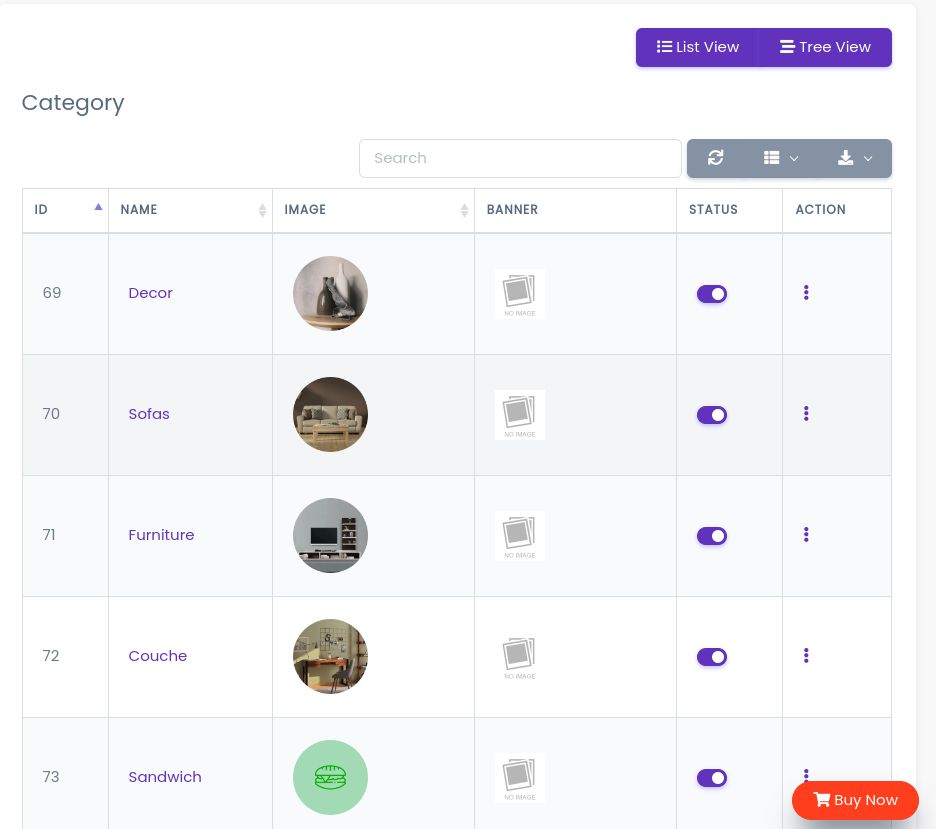 List View Tree View
Category
Search
ID NAME IMAGE BANNER STATUS ACTION
69 Decor NO IMAGE
70 Sofas NO IMAGE
71 Furniture NO IMAGE
72 Couche NO IMAGE
73 Sandwich NO IMAGE
Buy Now